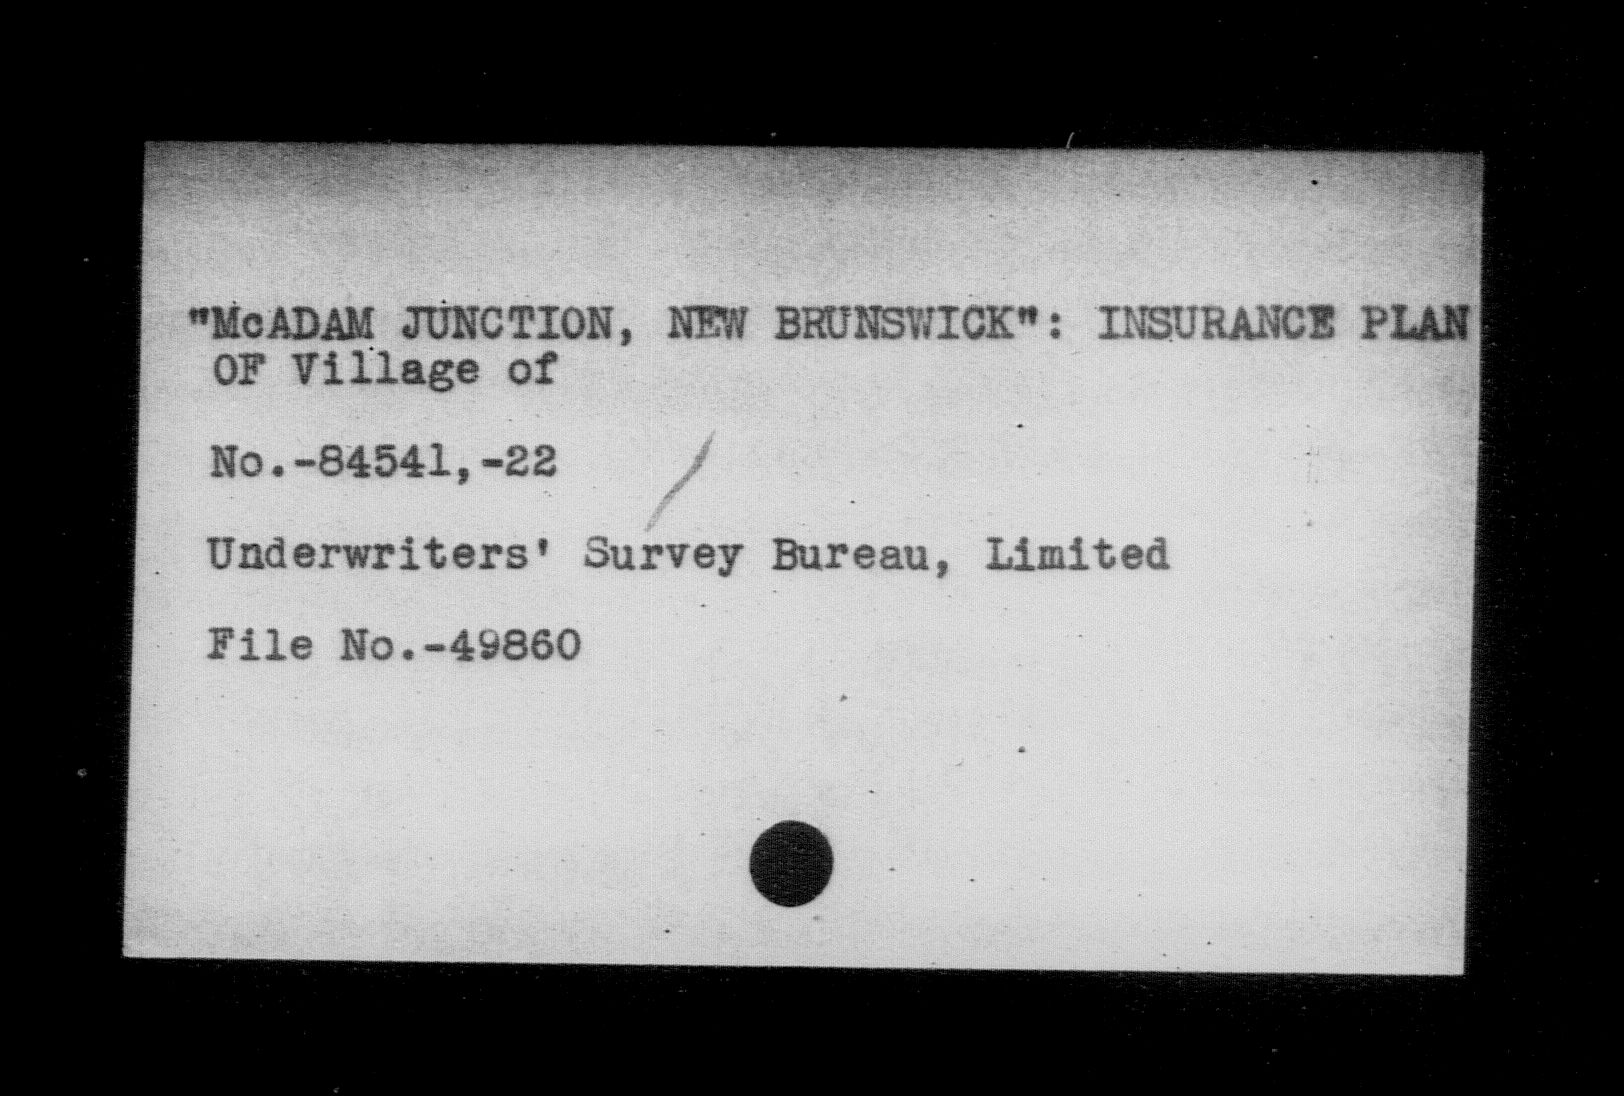 "McADAM JUNCTION, NEW BRUNSWICK": INSURANCE PLAN
OF Village of
No.-84541,-22
Underwriters' Survey Bureau, Limited
File No.-49860